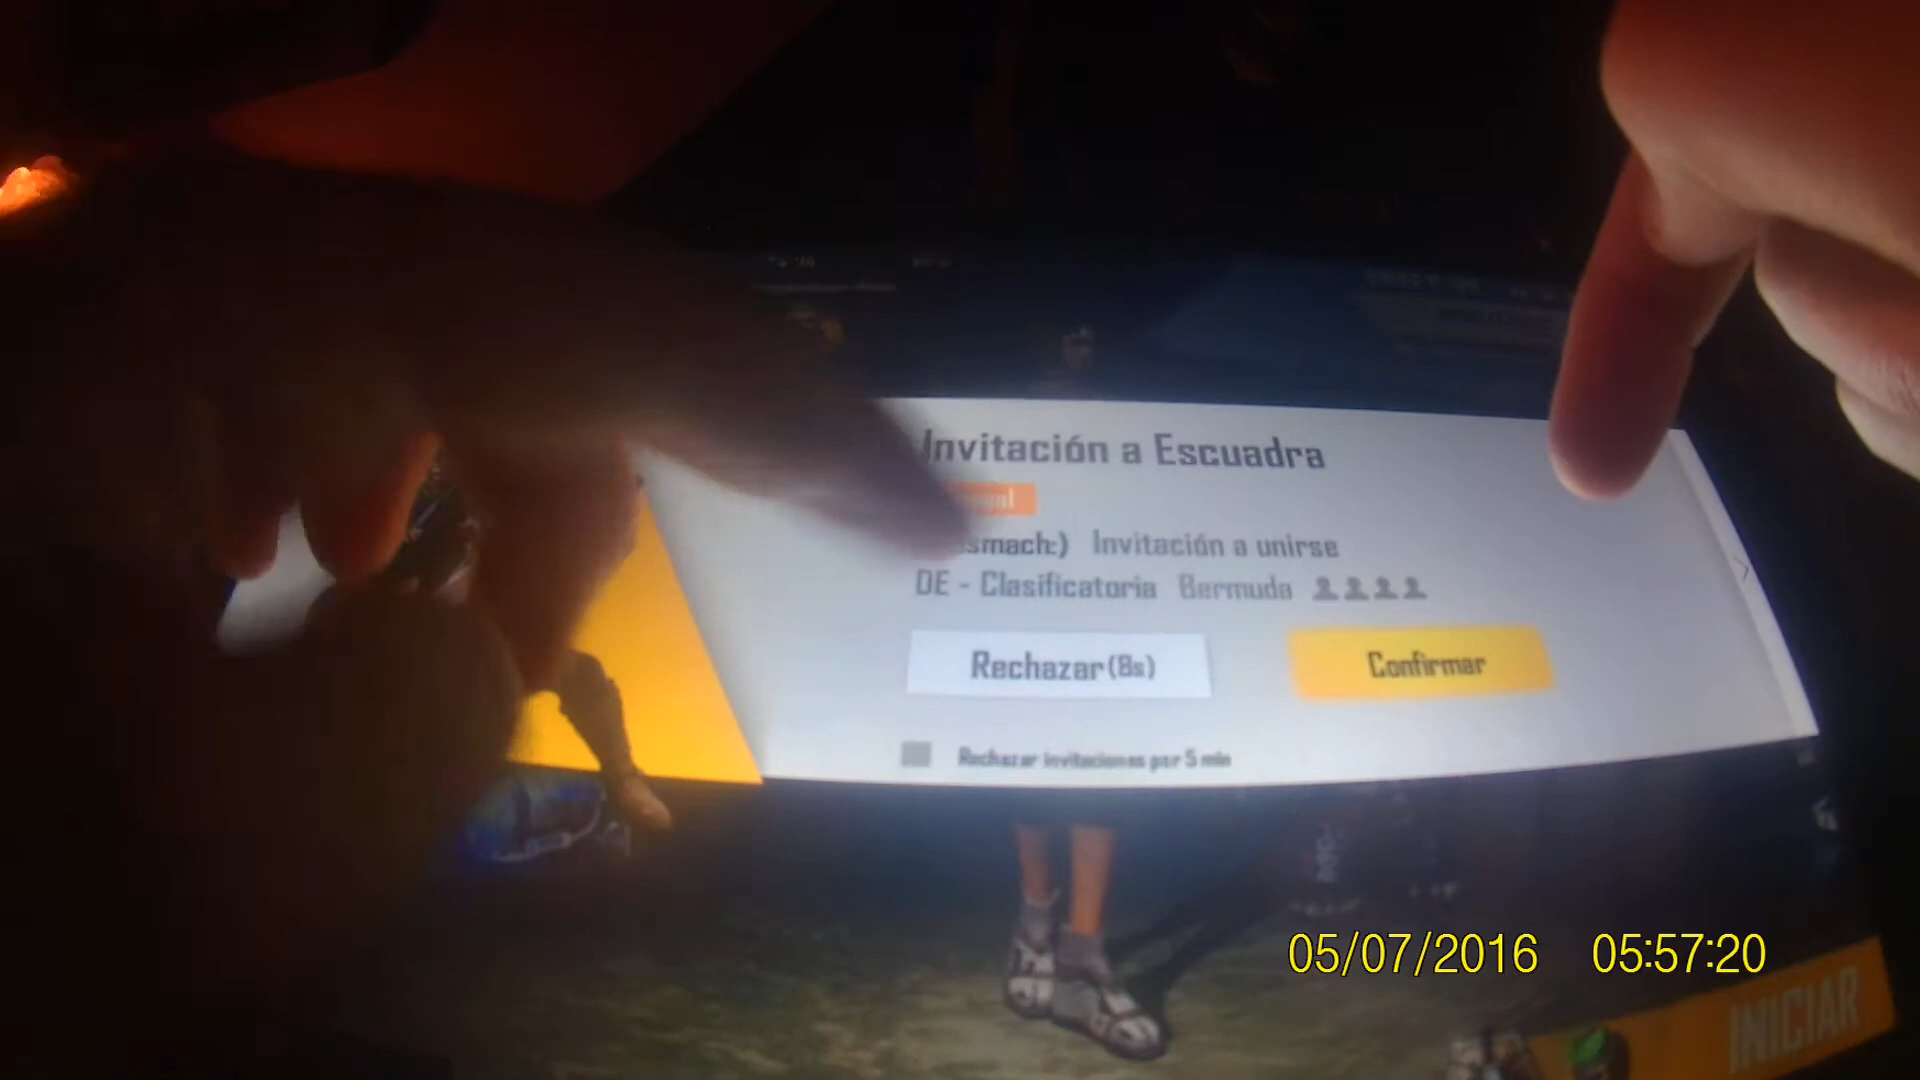 Invitación a Escuadra
smach:) Invitación a unirse
DE - Clasificatoria Bermuda
Rechazar (8s) Confirmar
Rechazar invitaciones por 5 min
05/07/2016 05:57:20
INICIAR